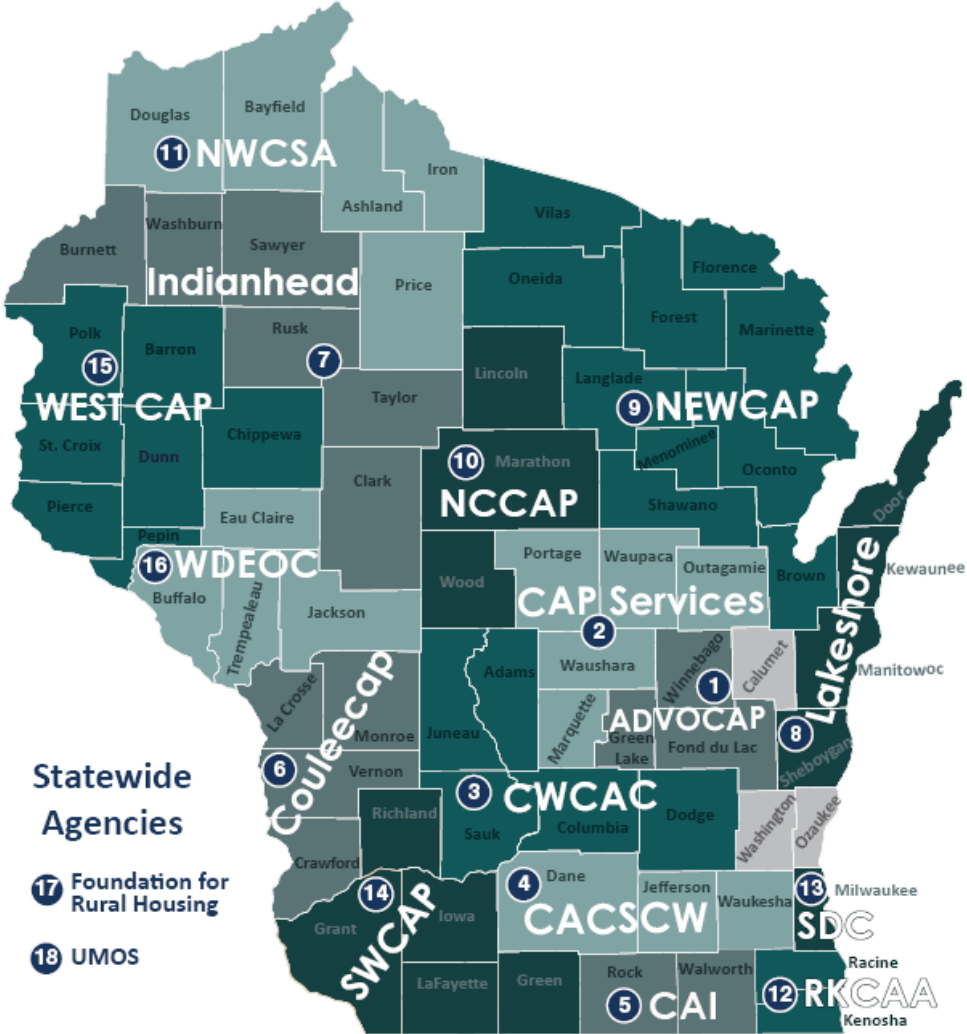 Douglas
Bayfield
11 NWCSA
Iron
Ashland
Vilas
Washburn
Burnett
Sawyer
Indianhead
Price
Oneida
Florence
Forest
Marinette
Rusk
7
Polk
Barron
15
WEST CAP
Lincoln
Langlade
9 NEWCAP
Taylor
Chippewa
St. Croix
Dunn
Clark
10 Marathon
NCCAP
Menominee
Oconto
Shawano
Door
Pierce
Pepin
Eau Claire
16 WDEOC
Buffalo
Trempealeau
Jackson
Wood
Portage
Waupaca
Outagamie
CAP Services
2
Brown
Kewaunee
Lakeshore
Manitowoc
Waushara
Adams
Juneau
Marquette
Winnebago
1
Calumet
ADVOCAP
Green
Lake
Fond du Lac
8
Sheboygan
La Crosse
Monroe
Couleecap
6
Vernon
Crawford
Richland
3 CWCAC
Sauk
Columbia
Dodge
Washington
Ozaukee
Statewide
Agencies
17 Foundation for
Rural Housing
18 UMOS
14
SWCAP
Grant
Iowa
LaFayette
Green
4 Dane
CACSCW
Jefferson
Waukesha
13 Milwaukee
SDC
Rock
Walworth
5 CAI
Racine
12 RKCAA
Kenosha